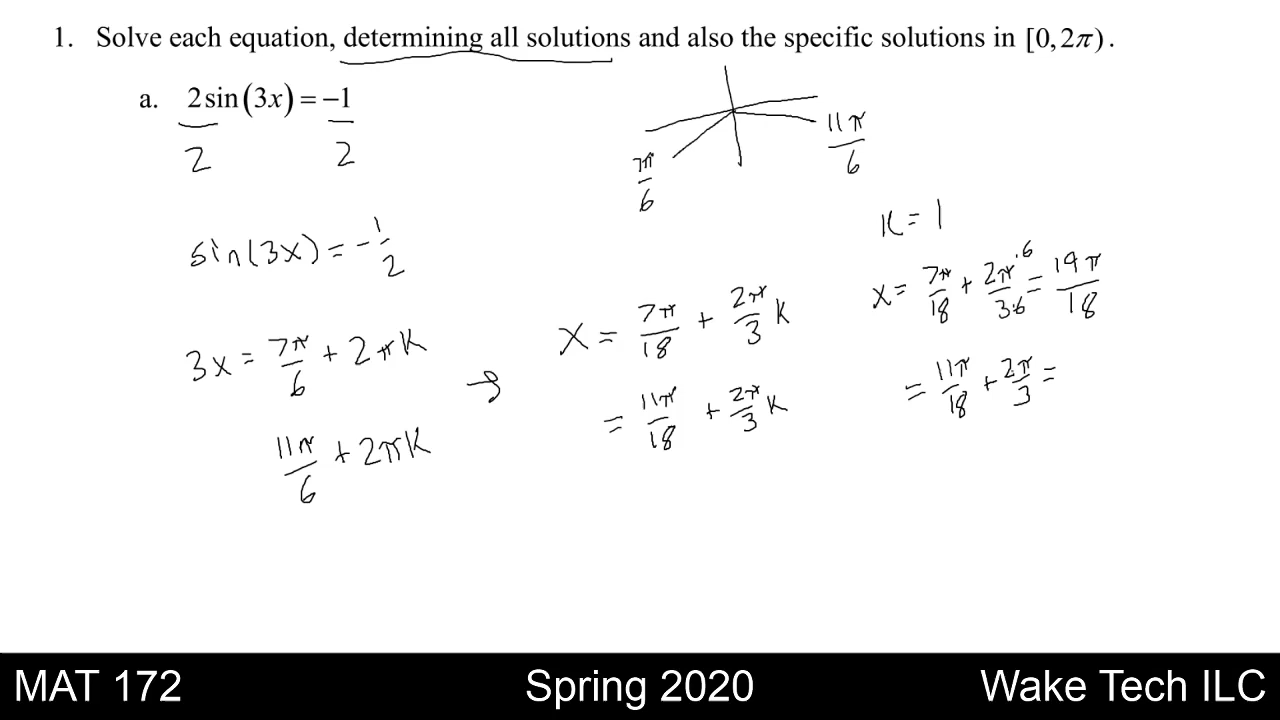 1. Solve each equation, determining all solutions and also the specific solutions in [0, 2π).
a. 2sin(3x) = −1
2 2
sin(3x) = -1/2
3x = 7π/6 + 2πk
11π/6 + 2πk
7π/6
11π/6
x = 7π/18 + 2π/3 k
= 11π/18 + 2π/3 k
k = 1
x = 7π/18 + 2π·6/3·6 = 19π/18
= 11π/18 + 2π/3 =
MAT 172
Spring 2020
Wake Tech ILC